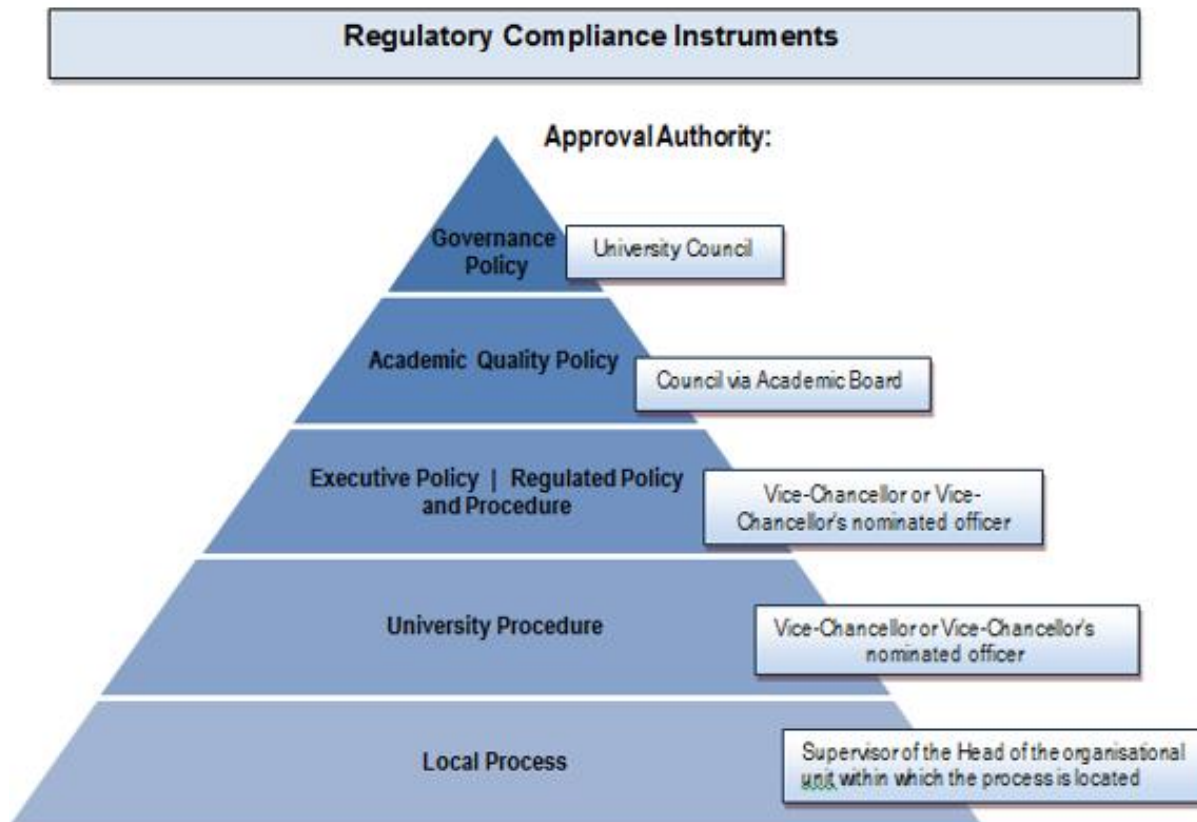 Regulatory Compliance Instruments
Approval Authority:
Governance
Policy
University Council
Academic Quality Policy
Council via Academic Board
Executive Policy | Regulated Policy
and Procedure
Vice-Chancellor or Vice-
Chancellor's nominated officer
University Procedure
Vice-Chancellor or Vice-Chancellor's
nominated officer
Local Process
Supervisor of the Head of the organisational
unit within which the process is located